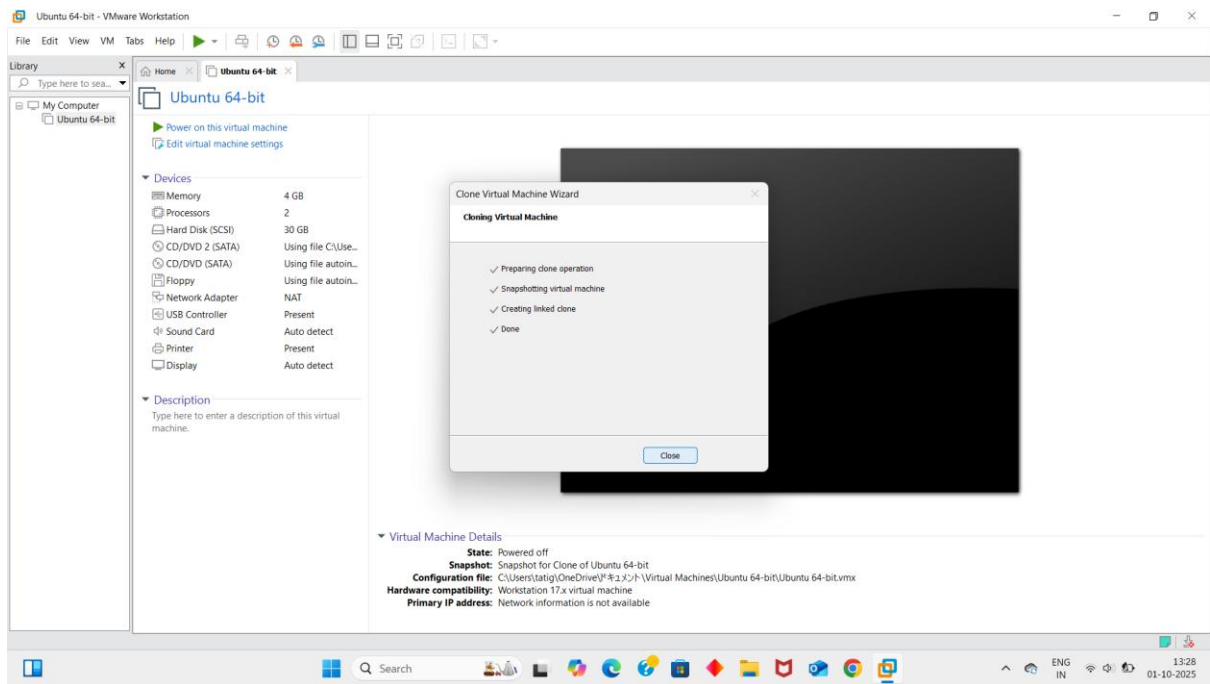 Ubuntu 64-bit - VMware Workstation
File Edit View VM Tabs Help
Library X
Type here to sea...
My Computer
Ubuntu 64-bit
Home
Ubuntu 64-bit
Ubuntu 64-bit
Power on this virtual machine
Edit virtual machine settings
Devices
Memory 4 GB
Processors 2
Hard Disk (SCSI) 30 GB
CD/DVD 2 (SATA) Using file C:\Use...
CD/DVD (SATA) Using file autoin...
Floppy Using file autoin...
Network Adapter NAT
USB Controller Present
Sound Card Auto detect
Printer Present
Display Auto detect
Description
Type here to enter a description of this virtual
machine.
Clone Virtual Machine Wizard
Cloning Virtual Machine
Preparing clone operation
Snapshotting virtual machine
Creating linked clone
Done
Close
Virtual Machine Details
State: Powered off
Snapshot: Snapshot for Clone of Ubuntu 64-bit
Configuration file: C:\Users\tatig\OneDrive\ドキュメント\Virtual Machines\Ubuntu 64-bit\Ubuntu 64-bit.vmx
Hardware compatibility: Workstation 17.x virtual machine
Primary IP address: Network information is not available
Search
ENG
IN
13:28
01-10-2025